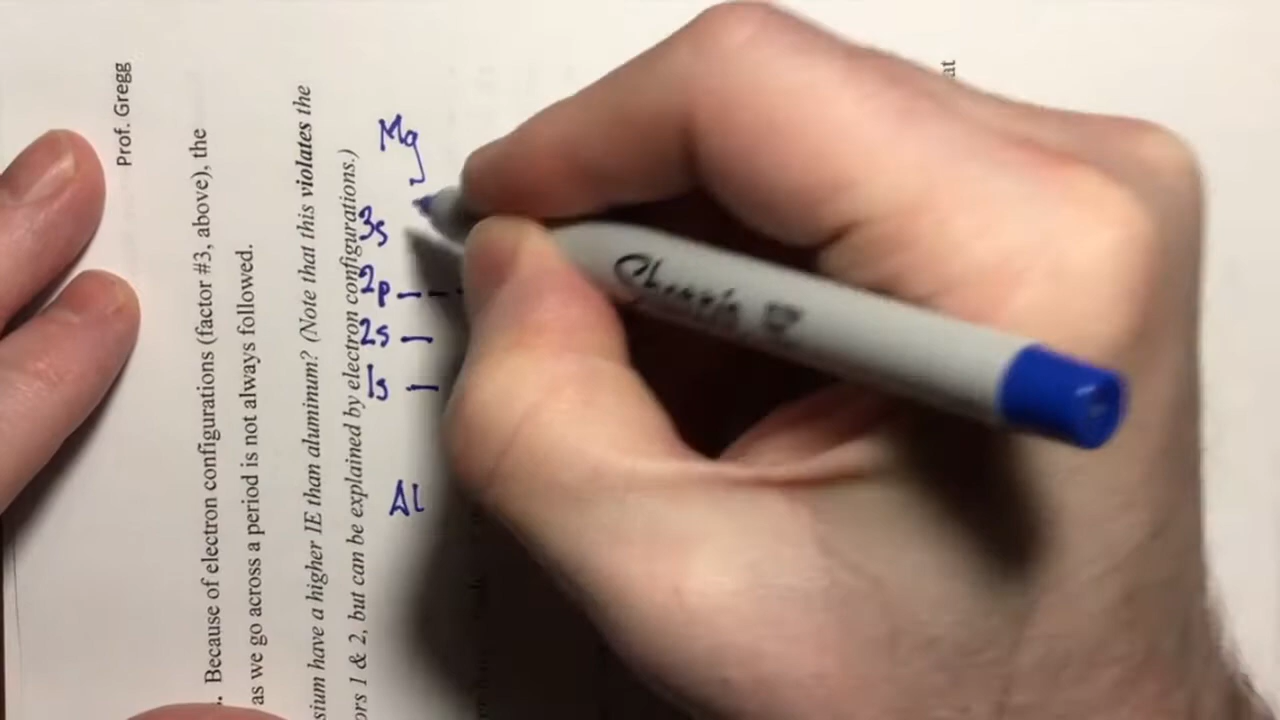 Prof. Gregg
. Because of electron configurations (factor #3, above), the
as we go across a period is not always followed.
sium have a higher IE than aluminum? (Note that this violates the
ors 1 & 2, but can be explained by electron configurations.)
at
Mg
3s
2p
2s
1s
Al